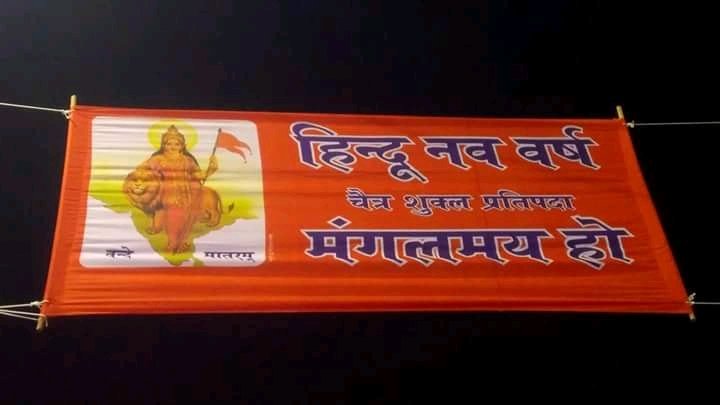 हिन्दू नव वर्ष
चैत्र शुक्ल प्रतिपदा
मंगलमय हो
वन्दे मातरम्